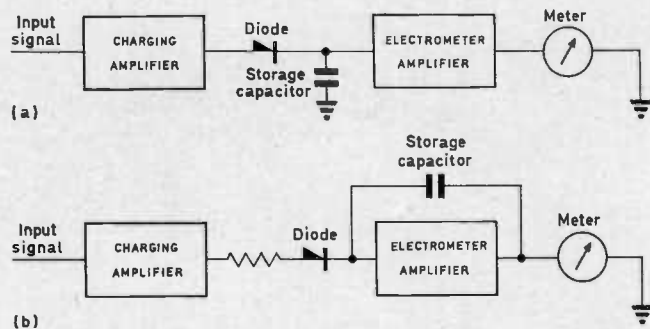 Input
signal
CHARGING
AMPLIFIER
Diode
Storage
capacitor
ELECTROMETER
AMPLIFIER
Meter
(a)
Storage
capacitor
Input
signal
CHARGING
AMPLIFIER
Diode
ELECTROMETER
AMPLIFIER
Meter
(b)